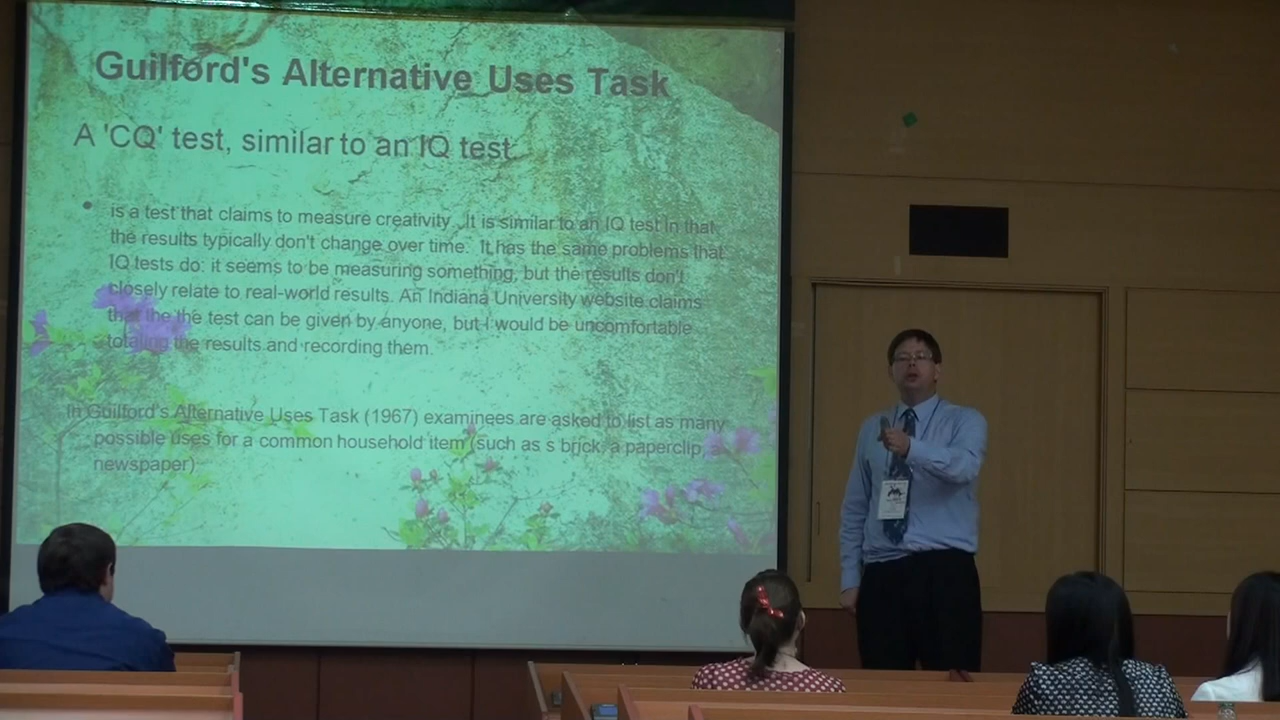 Guilford's Alternative Uses Task
A 'CQ' test, similar to an IQ test
• is a test that claims to measure creativity. It is similar to an IQ test in that
the results typically don't change over time. It has the same problems that
IQ tests do: it seems to be measuring something, but the results don't
closely relate to real-world results. An Indiana University website claims
that the the test can be given by anyone, but I would be uncomfortable
totaling the results and recording them.
In Guilford's Alternative Uses Task (1967) examinees are asked to list as many
possible uses for a common household item (such as s brick, a paperclip,
newspaper)